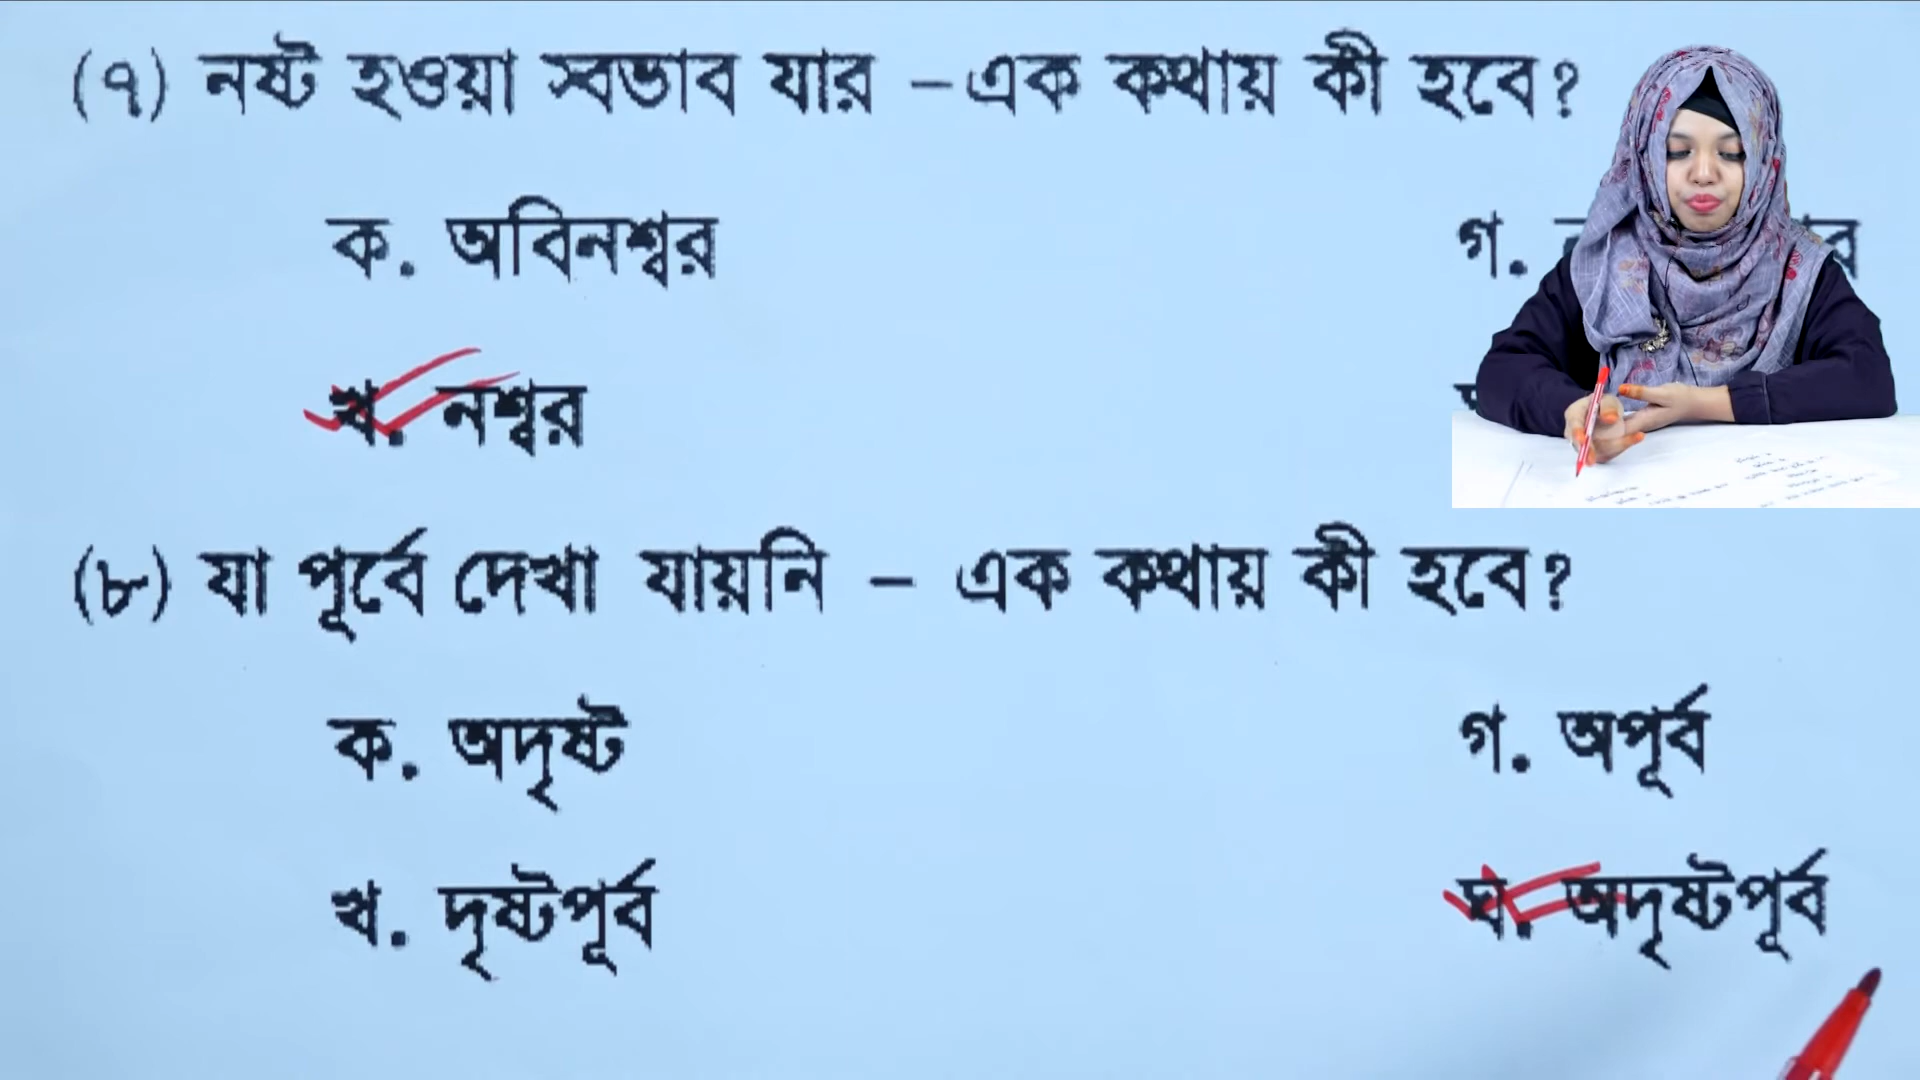 (৭) নষ্ট হওয়া স্বভাব যার – এক কথায় কী হবে?
ক. অবিনশ্বর
গ.
খ. নশ্বর
(৮) যা পূর্বে দেখা যায়নি – এক কথায় কী হবে?
ক. অদৃষ্ট
গ. অপূর্ব
খ. দৃষ্টপূর্ব
ঘ. অদৃষ্টপূর্ব